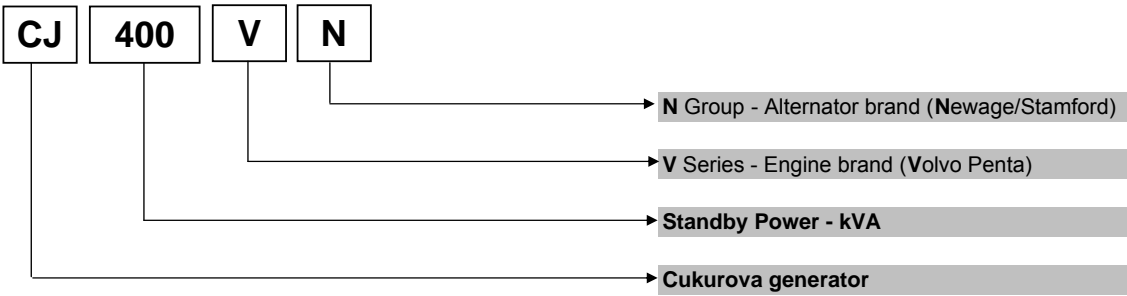 CJ 400 V N
N Group - Alternator brand (Newage/Stamford)
V Series - Engine brand (Volvo Penta)
Standby Power - kVA
Cukurova generator